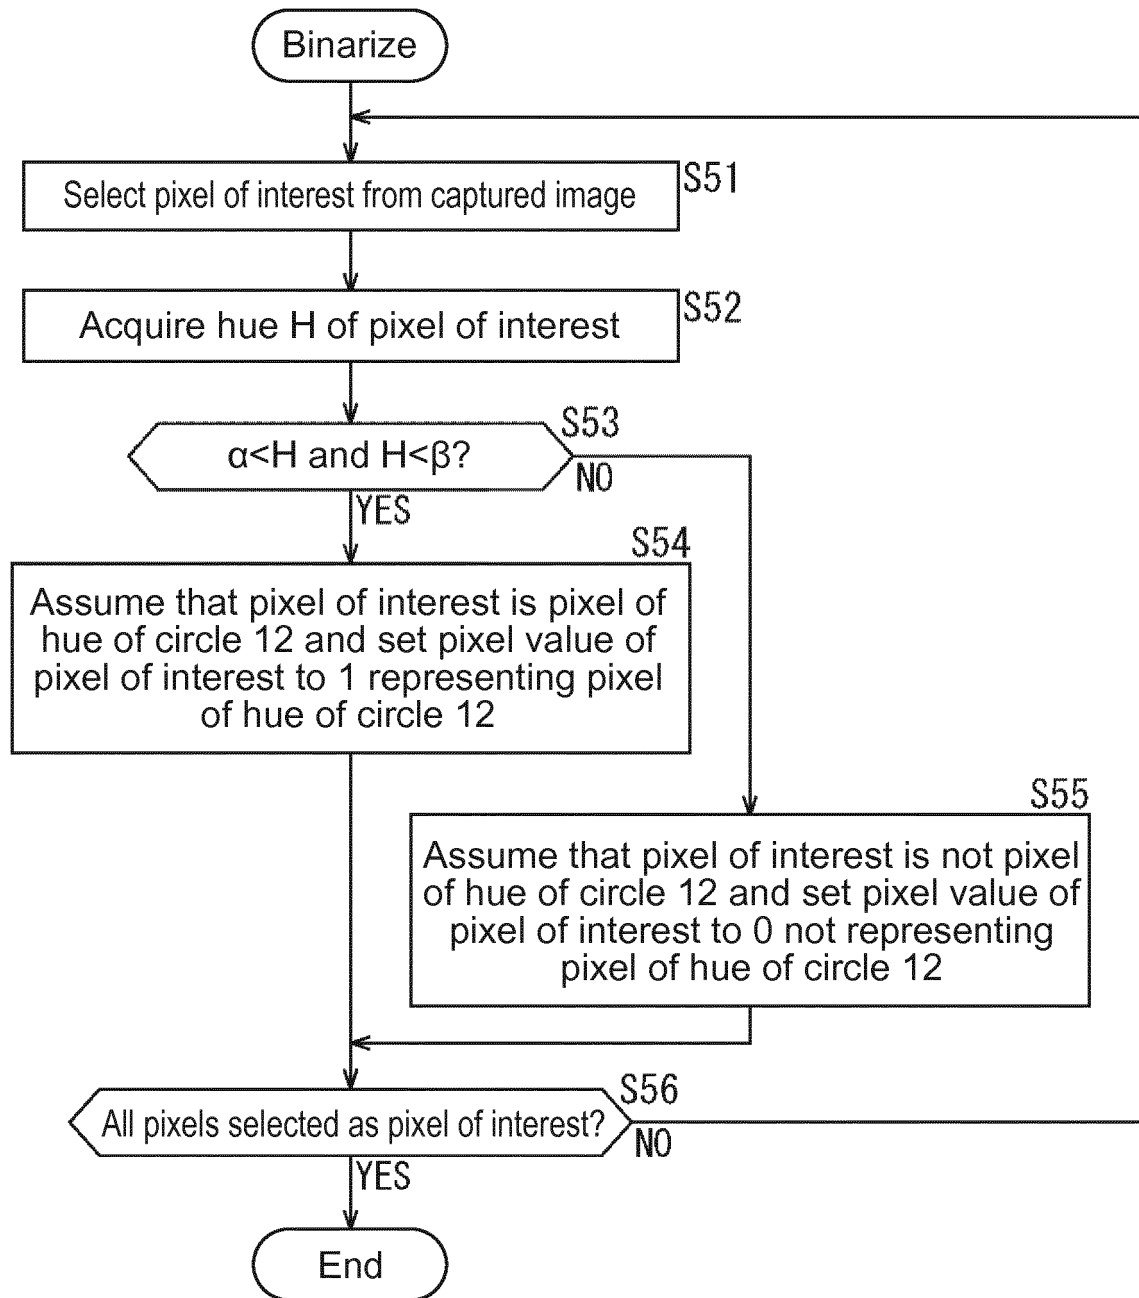 Binarize
S51
Select pixel of interest from captured image
S52
Acquire hue H of pixel of interest
S53
α<H and H<β?
NO
YES
S54
Assume that pixel of interest is pixel of
hue of circle 12 and set pixel value of
pixel of interest to 1 representing pixel
of hue of circle 12
S55
Assume that pixel of interest is not pixel
of hue of circle 12 and set pixel value of
pixel of interest to 0 not representing
pixel of hue of circle 12
S56
All pixels selected as pixel of interest?
NO
YES
End